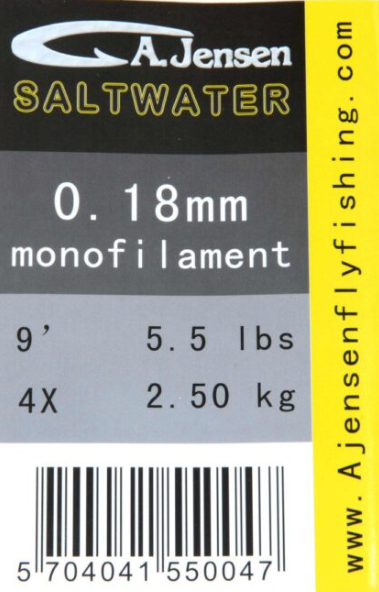 A.Jensen
SALTWATER
0.18mm
monofilament
9' 5.5 lbs
4X 2.50 kg
5 704041 550047
www.Ajensenflyfishing.com